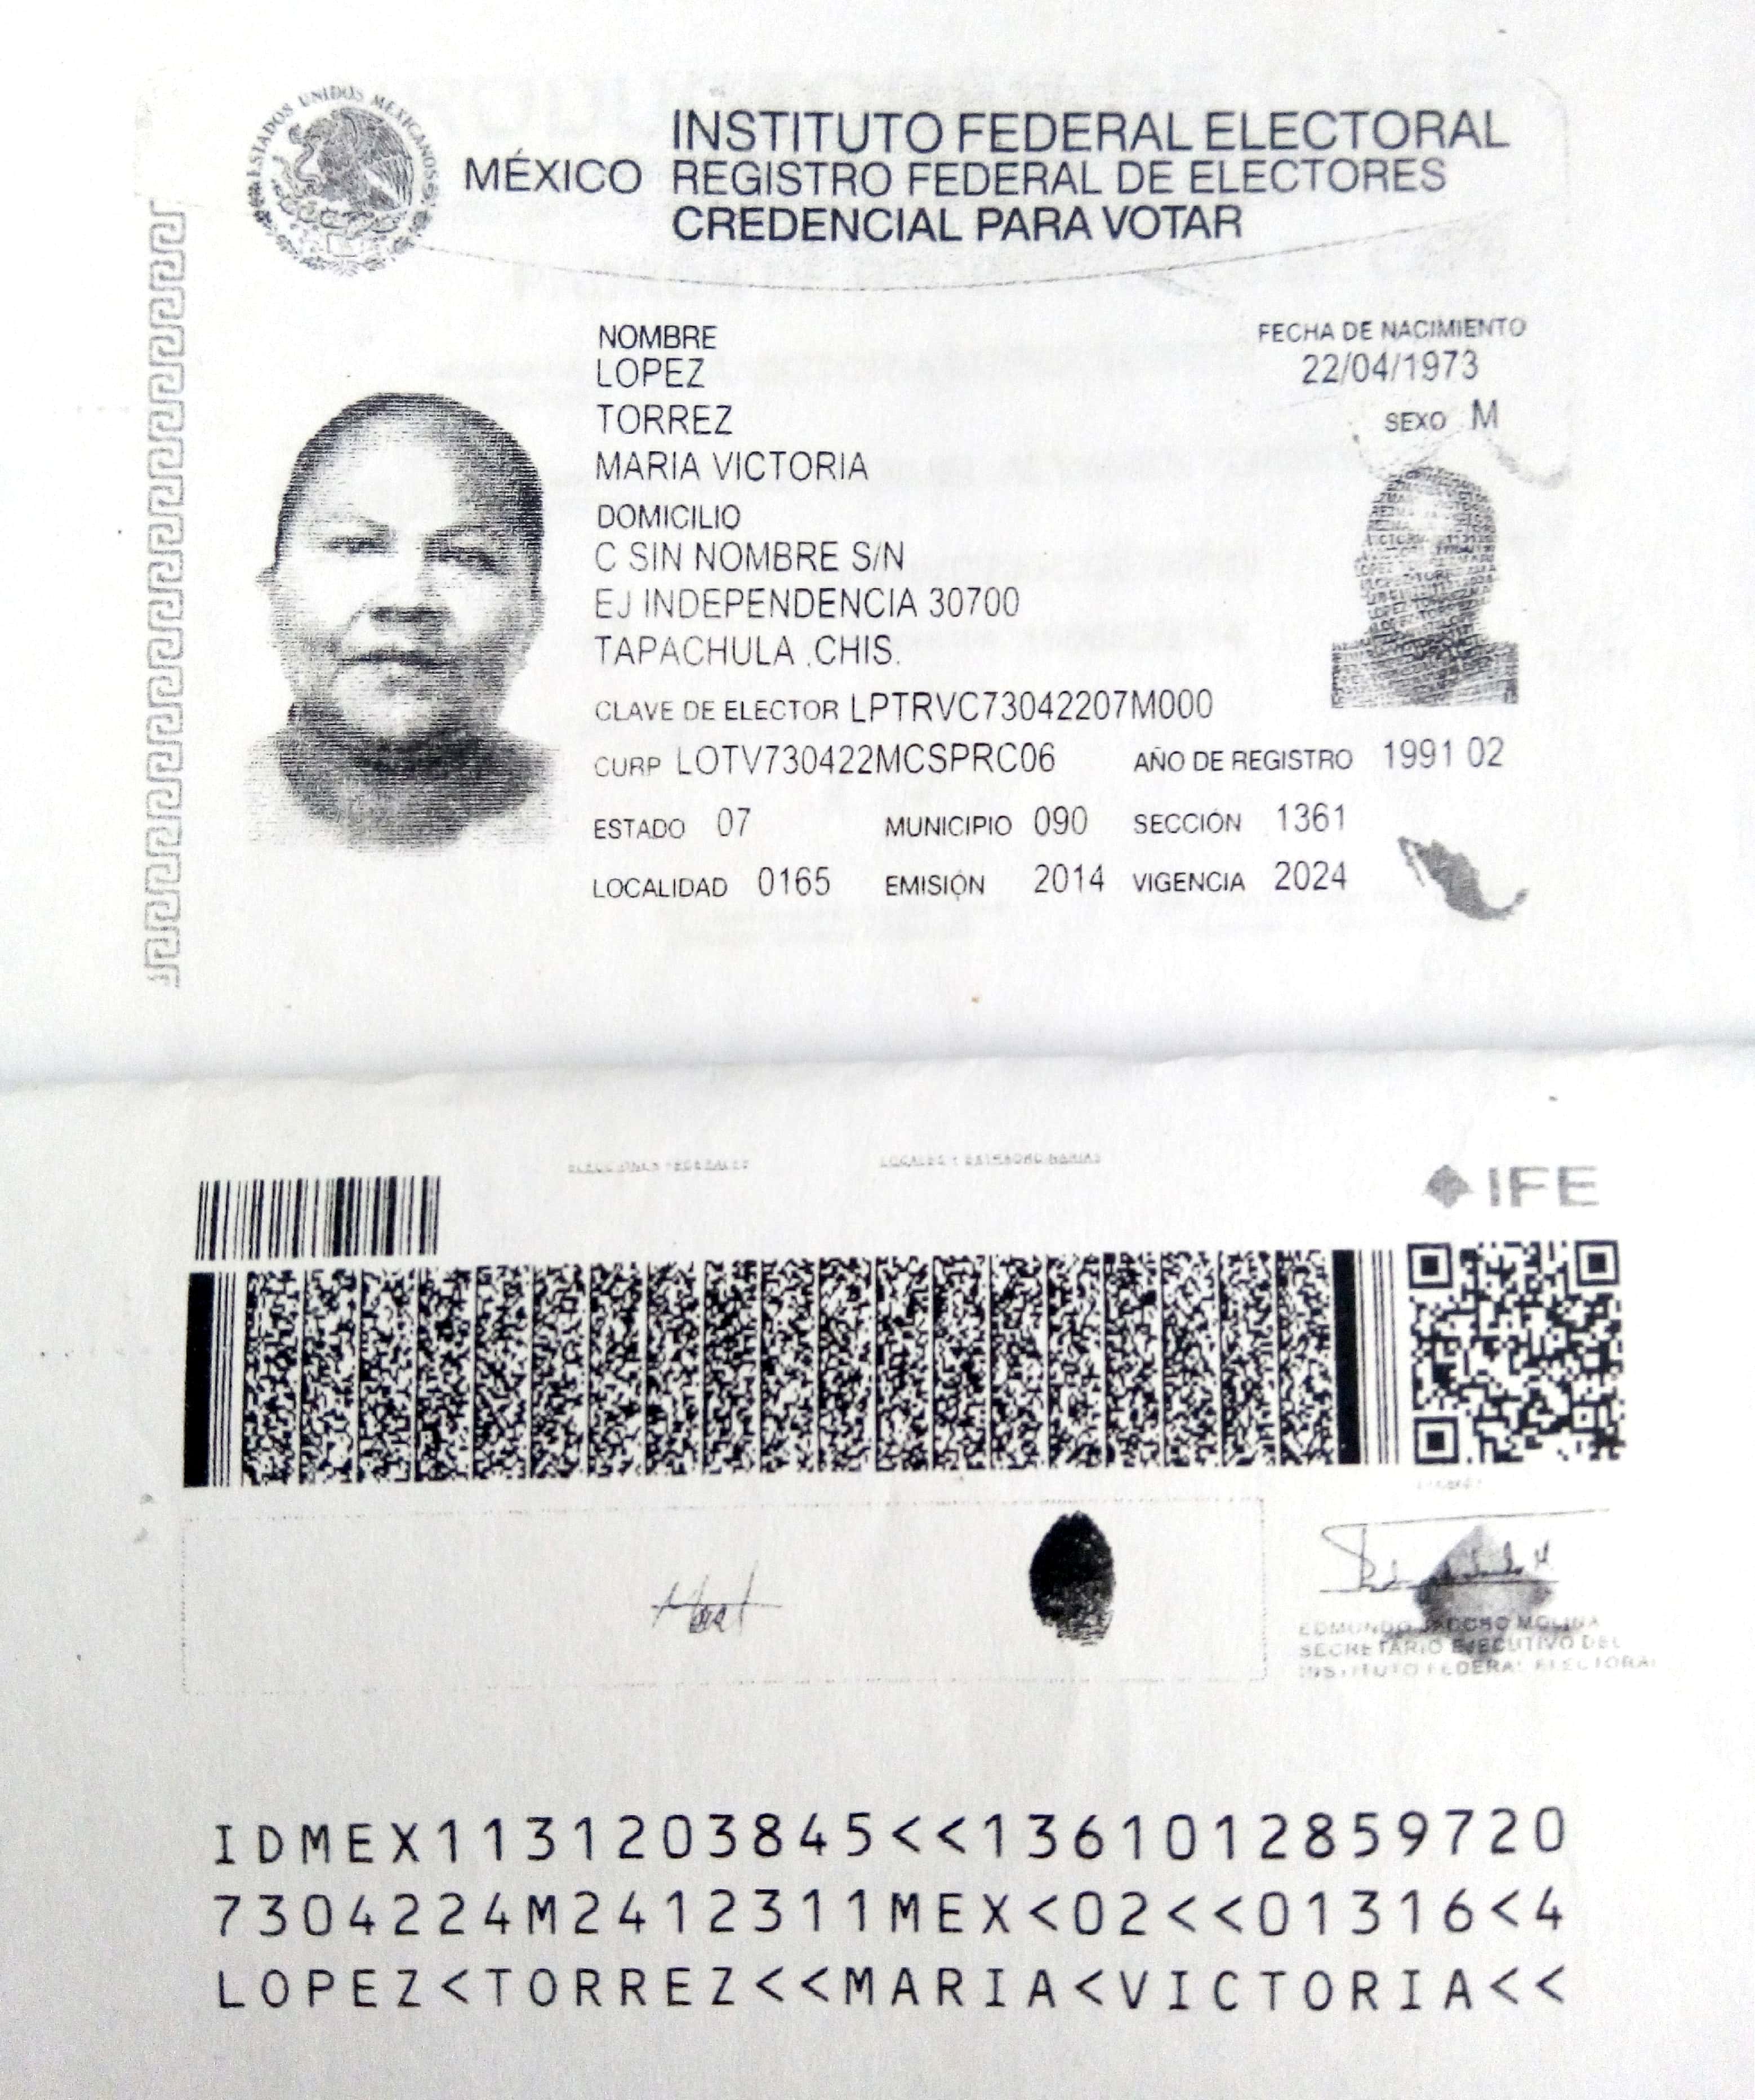 ESTADOS UNIDOS MEXICANOS
MÉXICO
INSTITUTO FEDERAL ELECTORAL
REGISTRO FEDERAL DE ELECTORES
CREDENCIAL PARA VOTAR
NOMBRE
LOPEZ
TORREZ
MARIA VICTORIA
FECHA DE NACIMIENTO
22/04/1973
SEXO M
DOMICILIO
C SIN NOMBRE S/N
EJ INDEPENDENCIA 30700
TAPACHULA ,CHIS.
CLAVE DE ELECTOR LPTRVC73042207M000
CURP LOTV730422MCSPRC06 AÑO DE REGISTRO 1991 02
ESTADO 07 MUNICIPIO 090 SECCIÓN 1361
LOCALIDAD 0165 EMISIÓN 2014 VIGENCIA 2024
ELECCIONES FEDERALES LOCALES Y EXTRAORDINARIAS
IFE
EDMUNDO JACOBO MOLINA
SECRETARIO EJECUTIVO DEL
INSTITUTO FEDERAL ELECTORAL
IDMEX1131203845<<1361012859720
7304224M2412311MEX<02<<01316<4
LOPEZ<TORREZ<<MARIA<VICTORIA<<